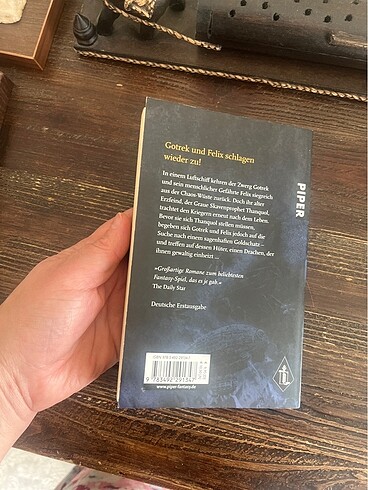 Gotrek und Felix schlagen
wieder zu!
In einem Luftschiff kehren der Zwerg Gotrek
und sein menschlicher Gefährte Felix siegreich
aus der Chaos-Wüste zurück. Doch ihr alter
Erzfeind, der Graue Skavenprophet Thanquol,
trachtet den Kriegern erneut nach dem Leben.
Bevor sie sich Thanquol stellen müssen,
begeben sich Gotrek und Felix jedoch auf die
Suche nach einem sagenhaften Goldschatz –
und treffen auf dessen Hüter, einen Drachen, der
ihnen gewaltig einheizt ...
»Großartige Romane zum beliebtesten
Fantasy-Spiel, das es je gab.«
The Daily Star
Deutsche Erstausgabe
PIPER
9 783492 291347
www.piper-fantasy.de